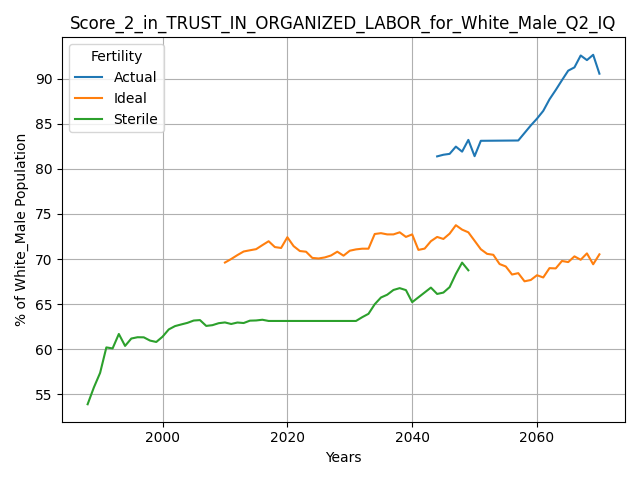 Score_2_in_TRUST_IN_ORGANIZED_LABOR_for_White_Male_Q2_IQ
Fertility
Actual
Ideal
Sterile
% of White_Male Population
90
85
80
75
70
65
60
55
2000 2020 2040 2060
Years